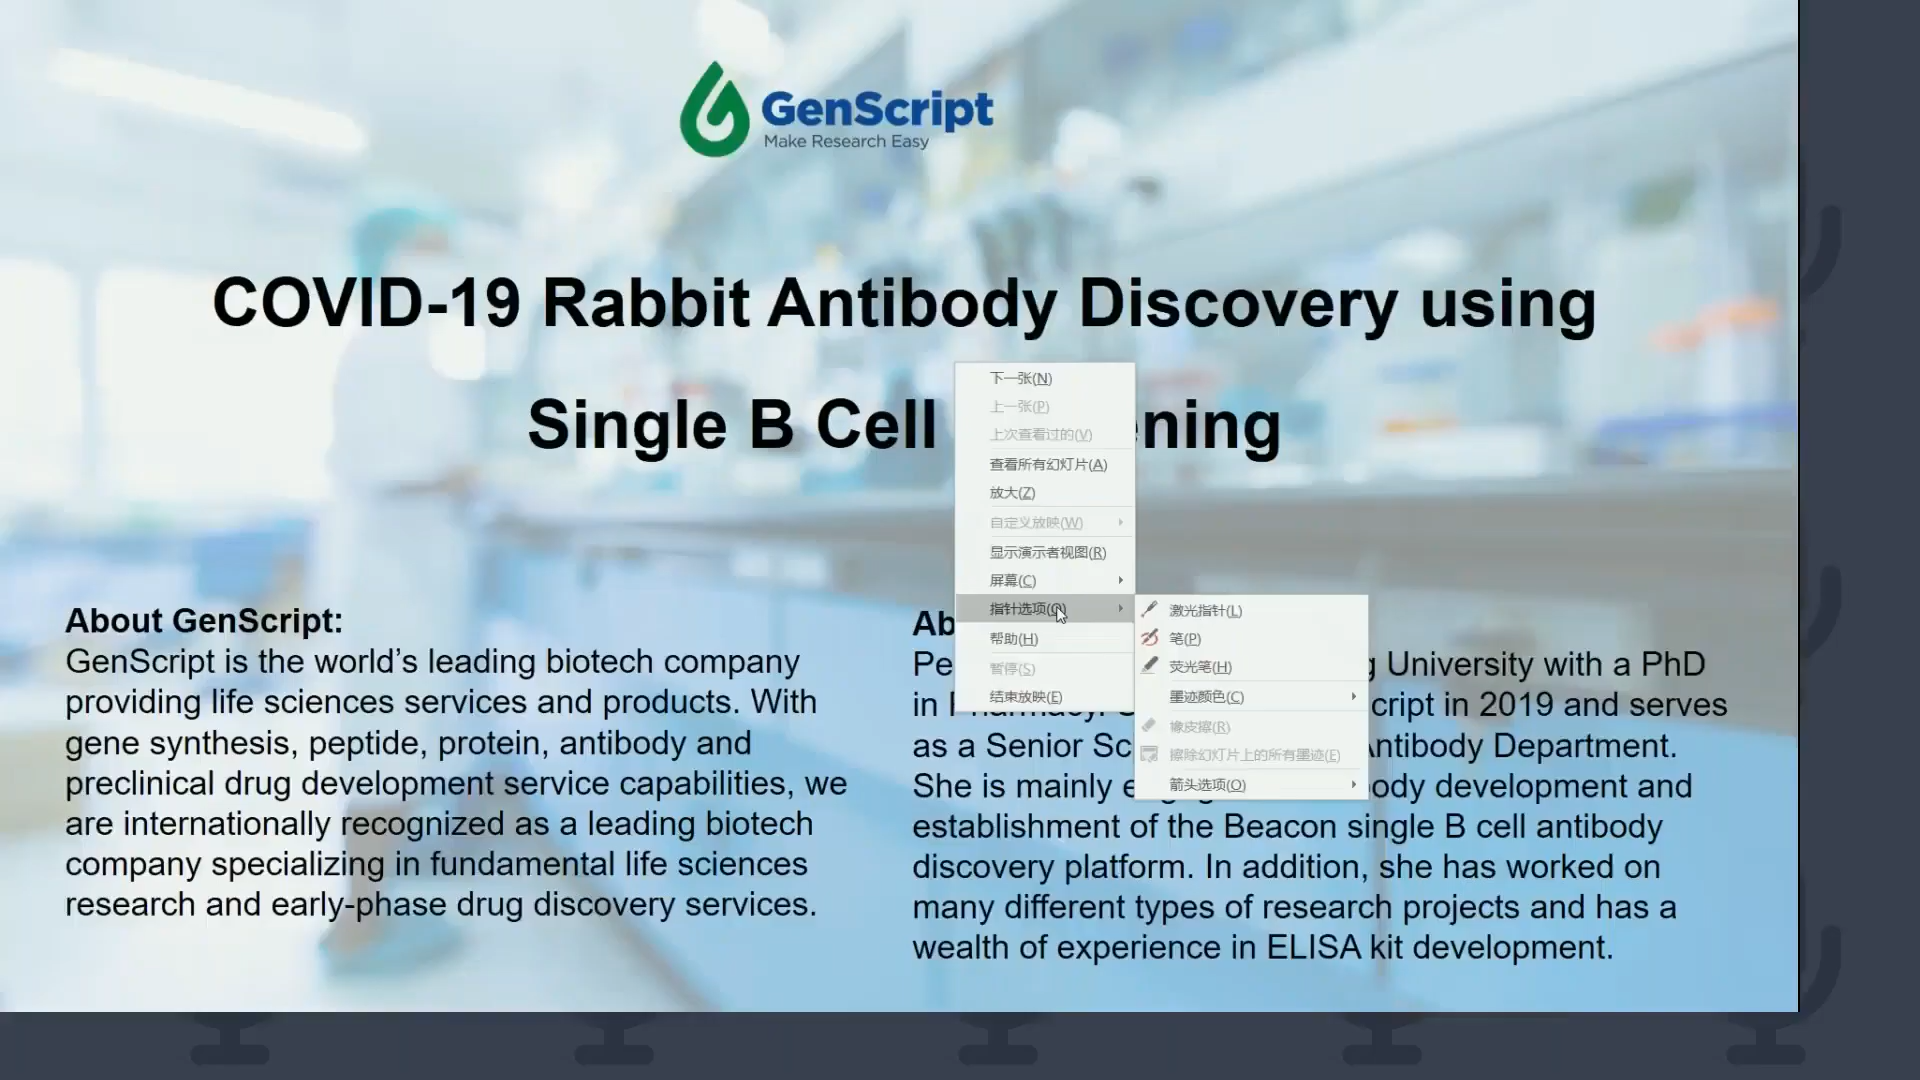 GenScript
Make Research Easy
COVID-19 Rabbit Antibody Discovery using
Single B Cell ening
下一张(N)
上一张(P)
上次查看过的(V)
查看所有幻灯片(A)
放大(Z)
自定义放映(W)
显示演示者视图(R)
屏幕(C)
指针选项(O)
帮助(H)
暂停(S)
结束放映(E)
激光指针(L)
笔(P)
荧光笔(H)
墨迹颜色(C)
橡皮擦(R)
擦除幻灯片上的所有墨迹(E)
箭头选项(O)
About GenScript:
GenScript is the world’s leading biotech company
providing life sciences services and products. With
gene synthesis, peptide, protein, antibody and
preclinical drug development service capabilities, we
are internationally recognized as a leading biotech
company specializing in fundamental life sciences
research and early-phase drug discovery services.
Ab
Pe g University with a PhD
in Pharmacy. cript in 2019 and serves
as a Senior Sc Antibody Department.
She is mainly body development and
establishment of the Beacon single B cell antibody
discovery platform. In addition, she has worked on
many different types of research projects and has a
wealth of experience in ELISA kit development.